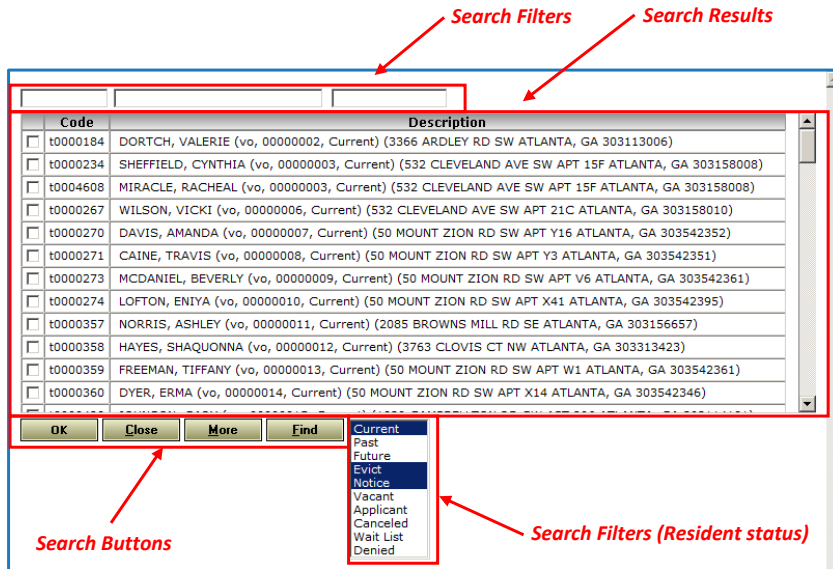 Search Filters
Search Results
Code Description
t0000184 DORTCH, VALERIE (vo, 00000002, Current) (3366 ARDLEY RD SW ATLANTA, GA 303113006)
t0000234 SHEFFIELD, CYNTHIA (vo, 00000003, Current) (532 CLEVELAND AVE SW APT 15F ATLANTA, GA 303158008)
t0004608 MIRACLE, RACHEAL (vo, 00000003, Current) (532 CLEVELAND AVE SW APT 15F ATLANTA, GA 303158008)
t0000267 WILSON, VICKI (vo, 00000006, Current) (532 CLEVELAND AVE SW APT 21C ATLANTA, GA 303158010)
t0000270 DAVIS, AMANDA (vo, 00000007, Current) (50 MOUNT ZION RD SW APT Y16 ATLANTA, GA 303542352)
t0000271 CAINE, TRAVIS (vo, 00000008, Current) (50 MOUNT ZION RD SW APT Y3 ATLANTA, GA 303542351)
t0000273 MCDANIEL, BEVERLY (vo, 00000009, Current) (50 MOUNT ZION RD SW APT V6 ATLANTA, GA 303542361)
t0000274 LOFTON, ENIYA (vo, 00000010, Current) (50 MOUNT ZION RD SW APT X41 ATLANTA, GA 303542395)
t0000357 NORRIS, ASHLEY (vo, 00000011, Current) (2085 BROWNS MILL RD SE ATLANTA, GA 303156657)
t0000358 HAYES, SHAQUONNA (vo, 00000012, Current) (3763 CLOVIS CT NW ATLANTA, GA 303313423)
t0000359 FREEMAN, TIFFANY (vo, 00000013, Current) (50 MOUNT ZION RD SW APT W1 ATLANTA, GA 303542361)
t0000360 DYER, ERMA (vo, 00000014, Current) (50 MOUNT ZION RD SW APT X14 ATLANTA, GA 303542346)
OK Close More Find
Current
Past
Future
Evict
Notice
Vacant
Applicant
Canceled
Wait List
Denied
Search Buttons
Search Filters (Resident status)